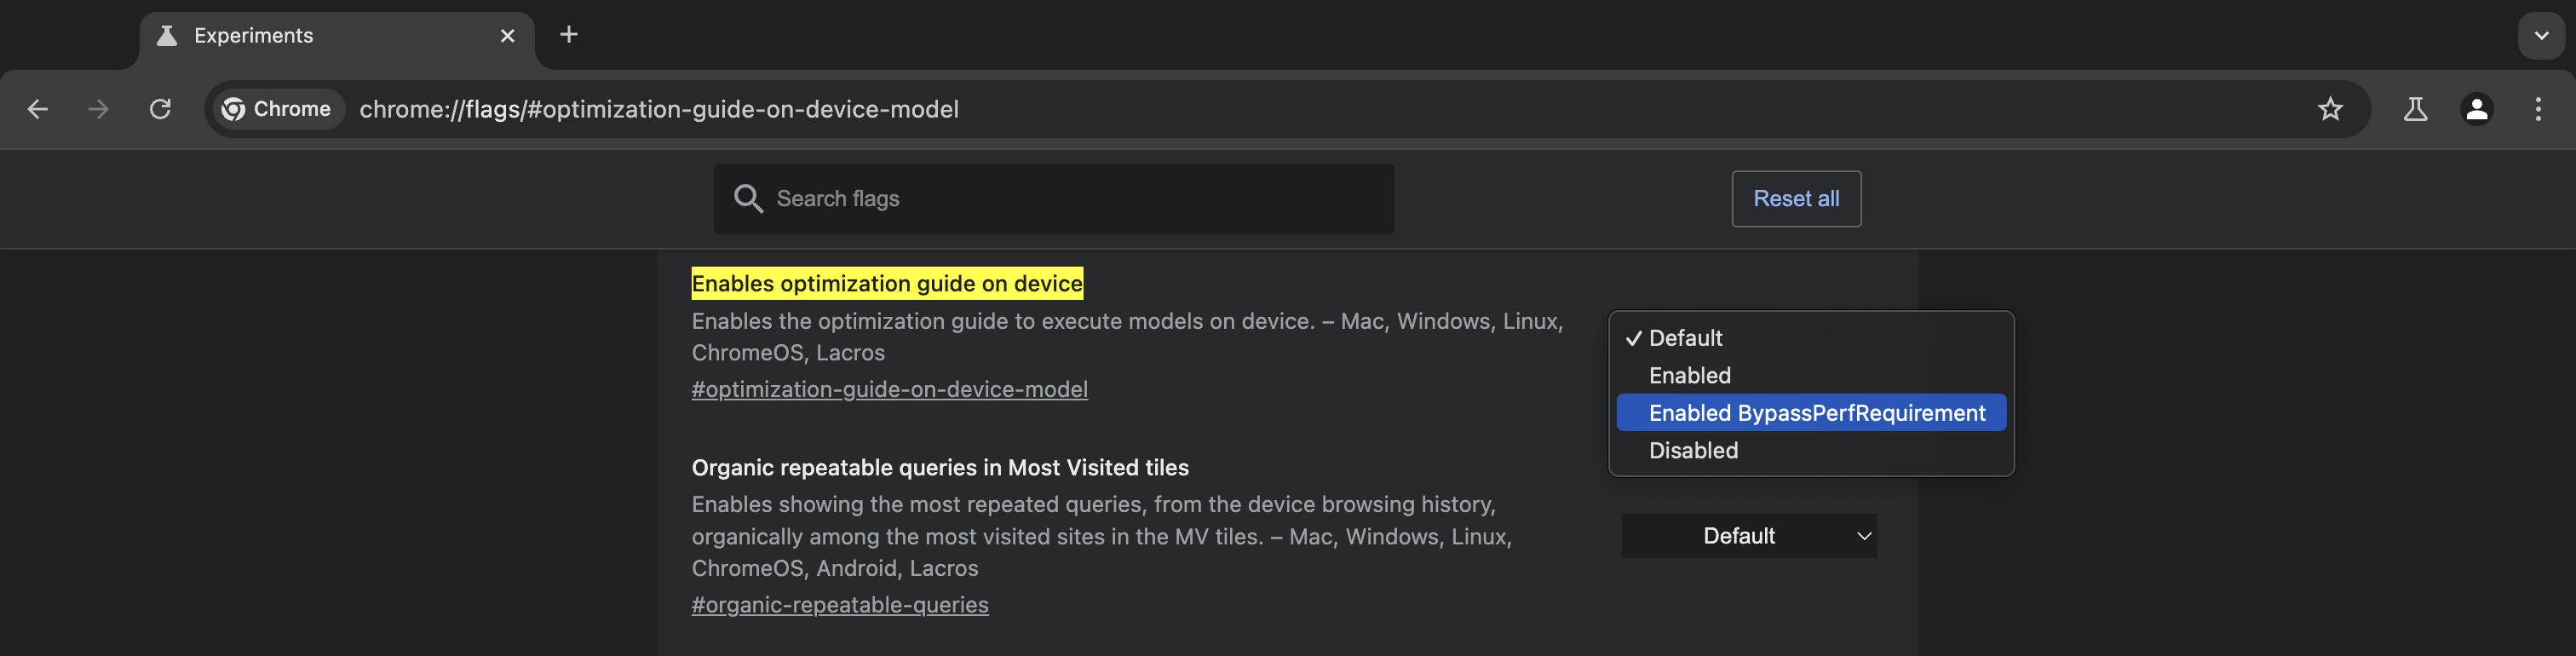 Experiments
Chrome
chrome://flags/#optimization-guide-on-device-model
Search flags
Reset all
Enables optimization guide on device
Enables the optimization guide to execute models on device. – Mac, Windows, Linux,
ChromeOS, Lacros
#optimization-guide-on-device-model
Default
Enabled
Enabled BypassPerfRequirement
Disabled
Organic repeatable queries in Most Visited tiles
Enables showing the most repeated queries, from the device browsing history,
organically among the most visited sites in the MV tiles. – Mac, Windows, Linux,
ChromeOS, Android, Lacros
#organic-repeatable-queries
Default